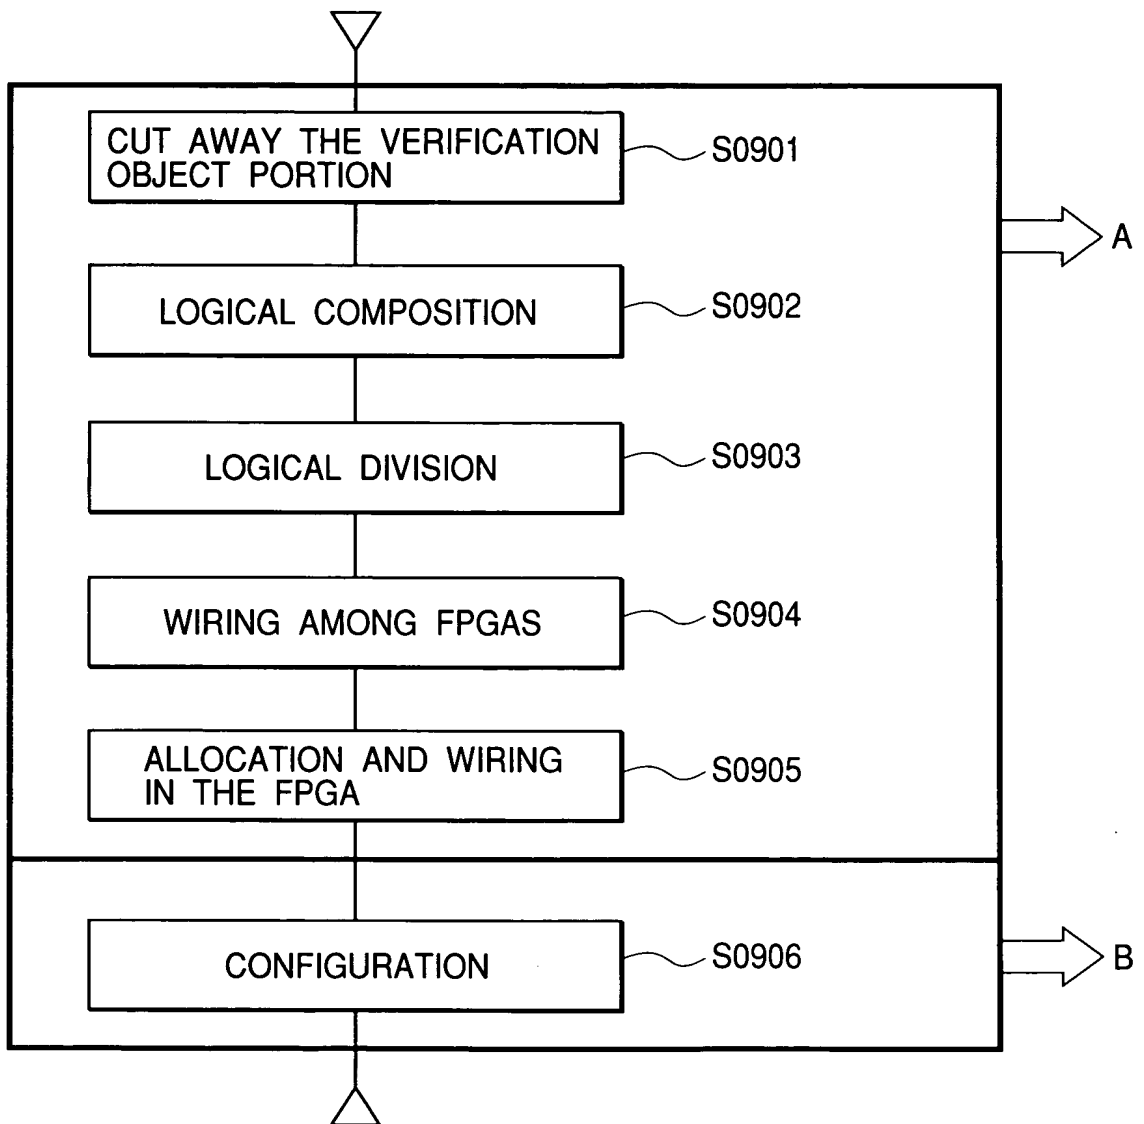 CUT AWAY THE VERIFICATION
OBJECT PORTION
S0901
A
LOGICAL COMPOSITION
S0902
LOGICAL DIVISION
S0903
WIRING AMONG FPGAS
S0904
ALLOCATION AND WIRING
IN THE FPGA
S0905
CONFIGURATION
S0906
B